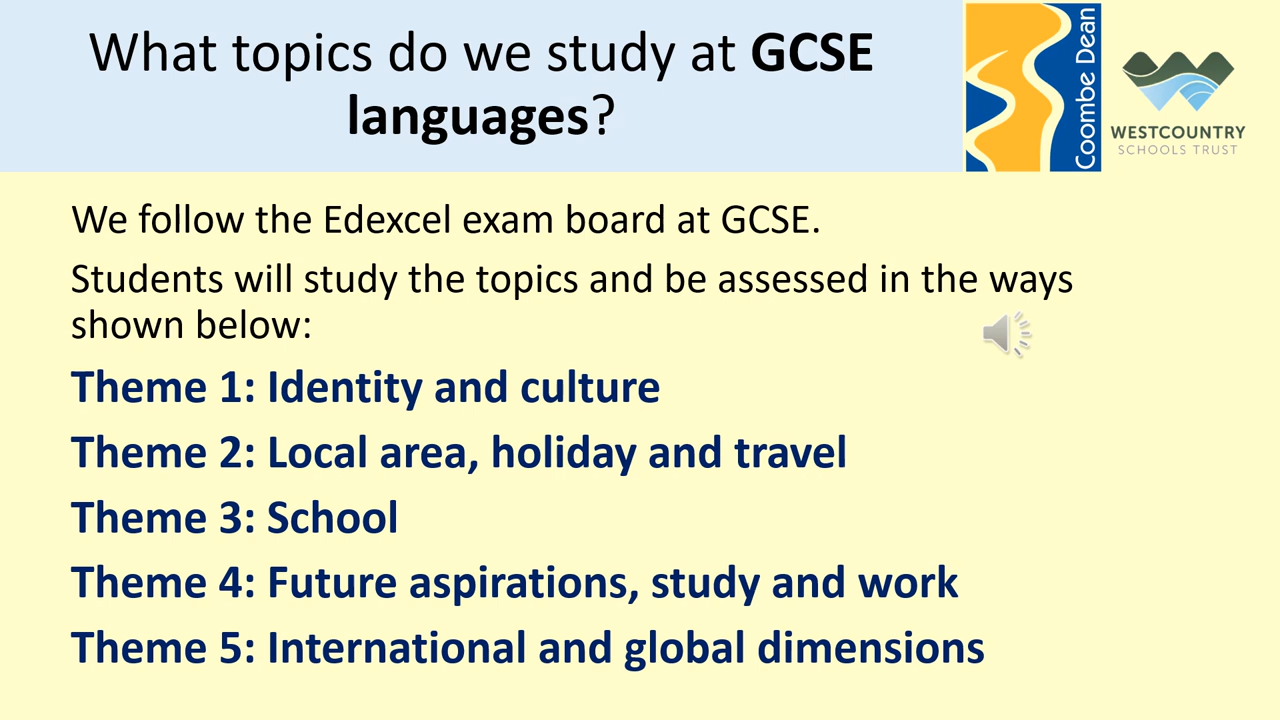 What topics do we study at GCSE
languages?
Coombe Dean
WESTCOUNTRY
SCHOOLS TRUST
We follow the Edexcel exam board at GCSE.
Students will study the topics and be assessed in the ways
shown below:
Theme 1: Identity and culture
Theme 2: Local area, holiday and travel
Theme 3: School
Theme 4: Future aspirations, study and work
Theme 5: International and global dimensions